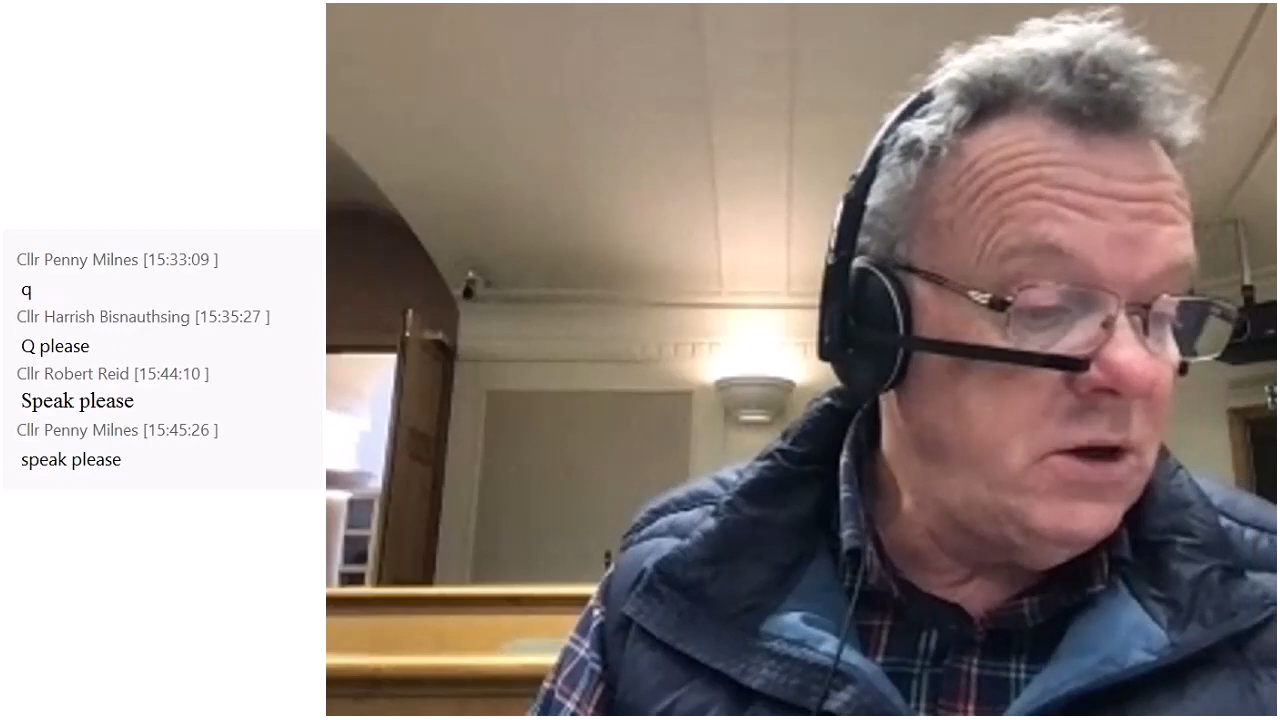 Cllr Penny Milnes [15:33:09 ]
q
Cllr Harrish Bisnauthsing [15:35:27 ]
Q please
Cllr Robert Reid [15:44:10 ]
Speak please
Cllr Penny Milnes [15:45:26 ]
speak please